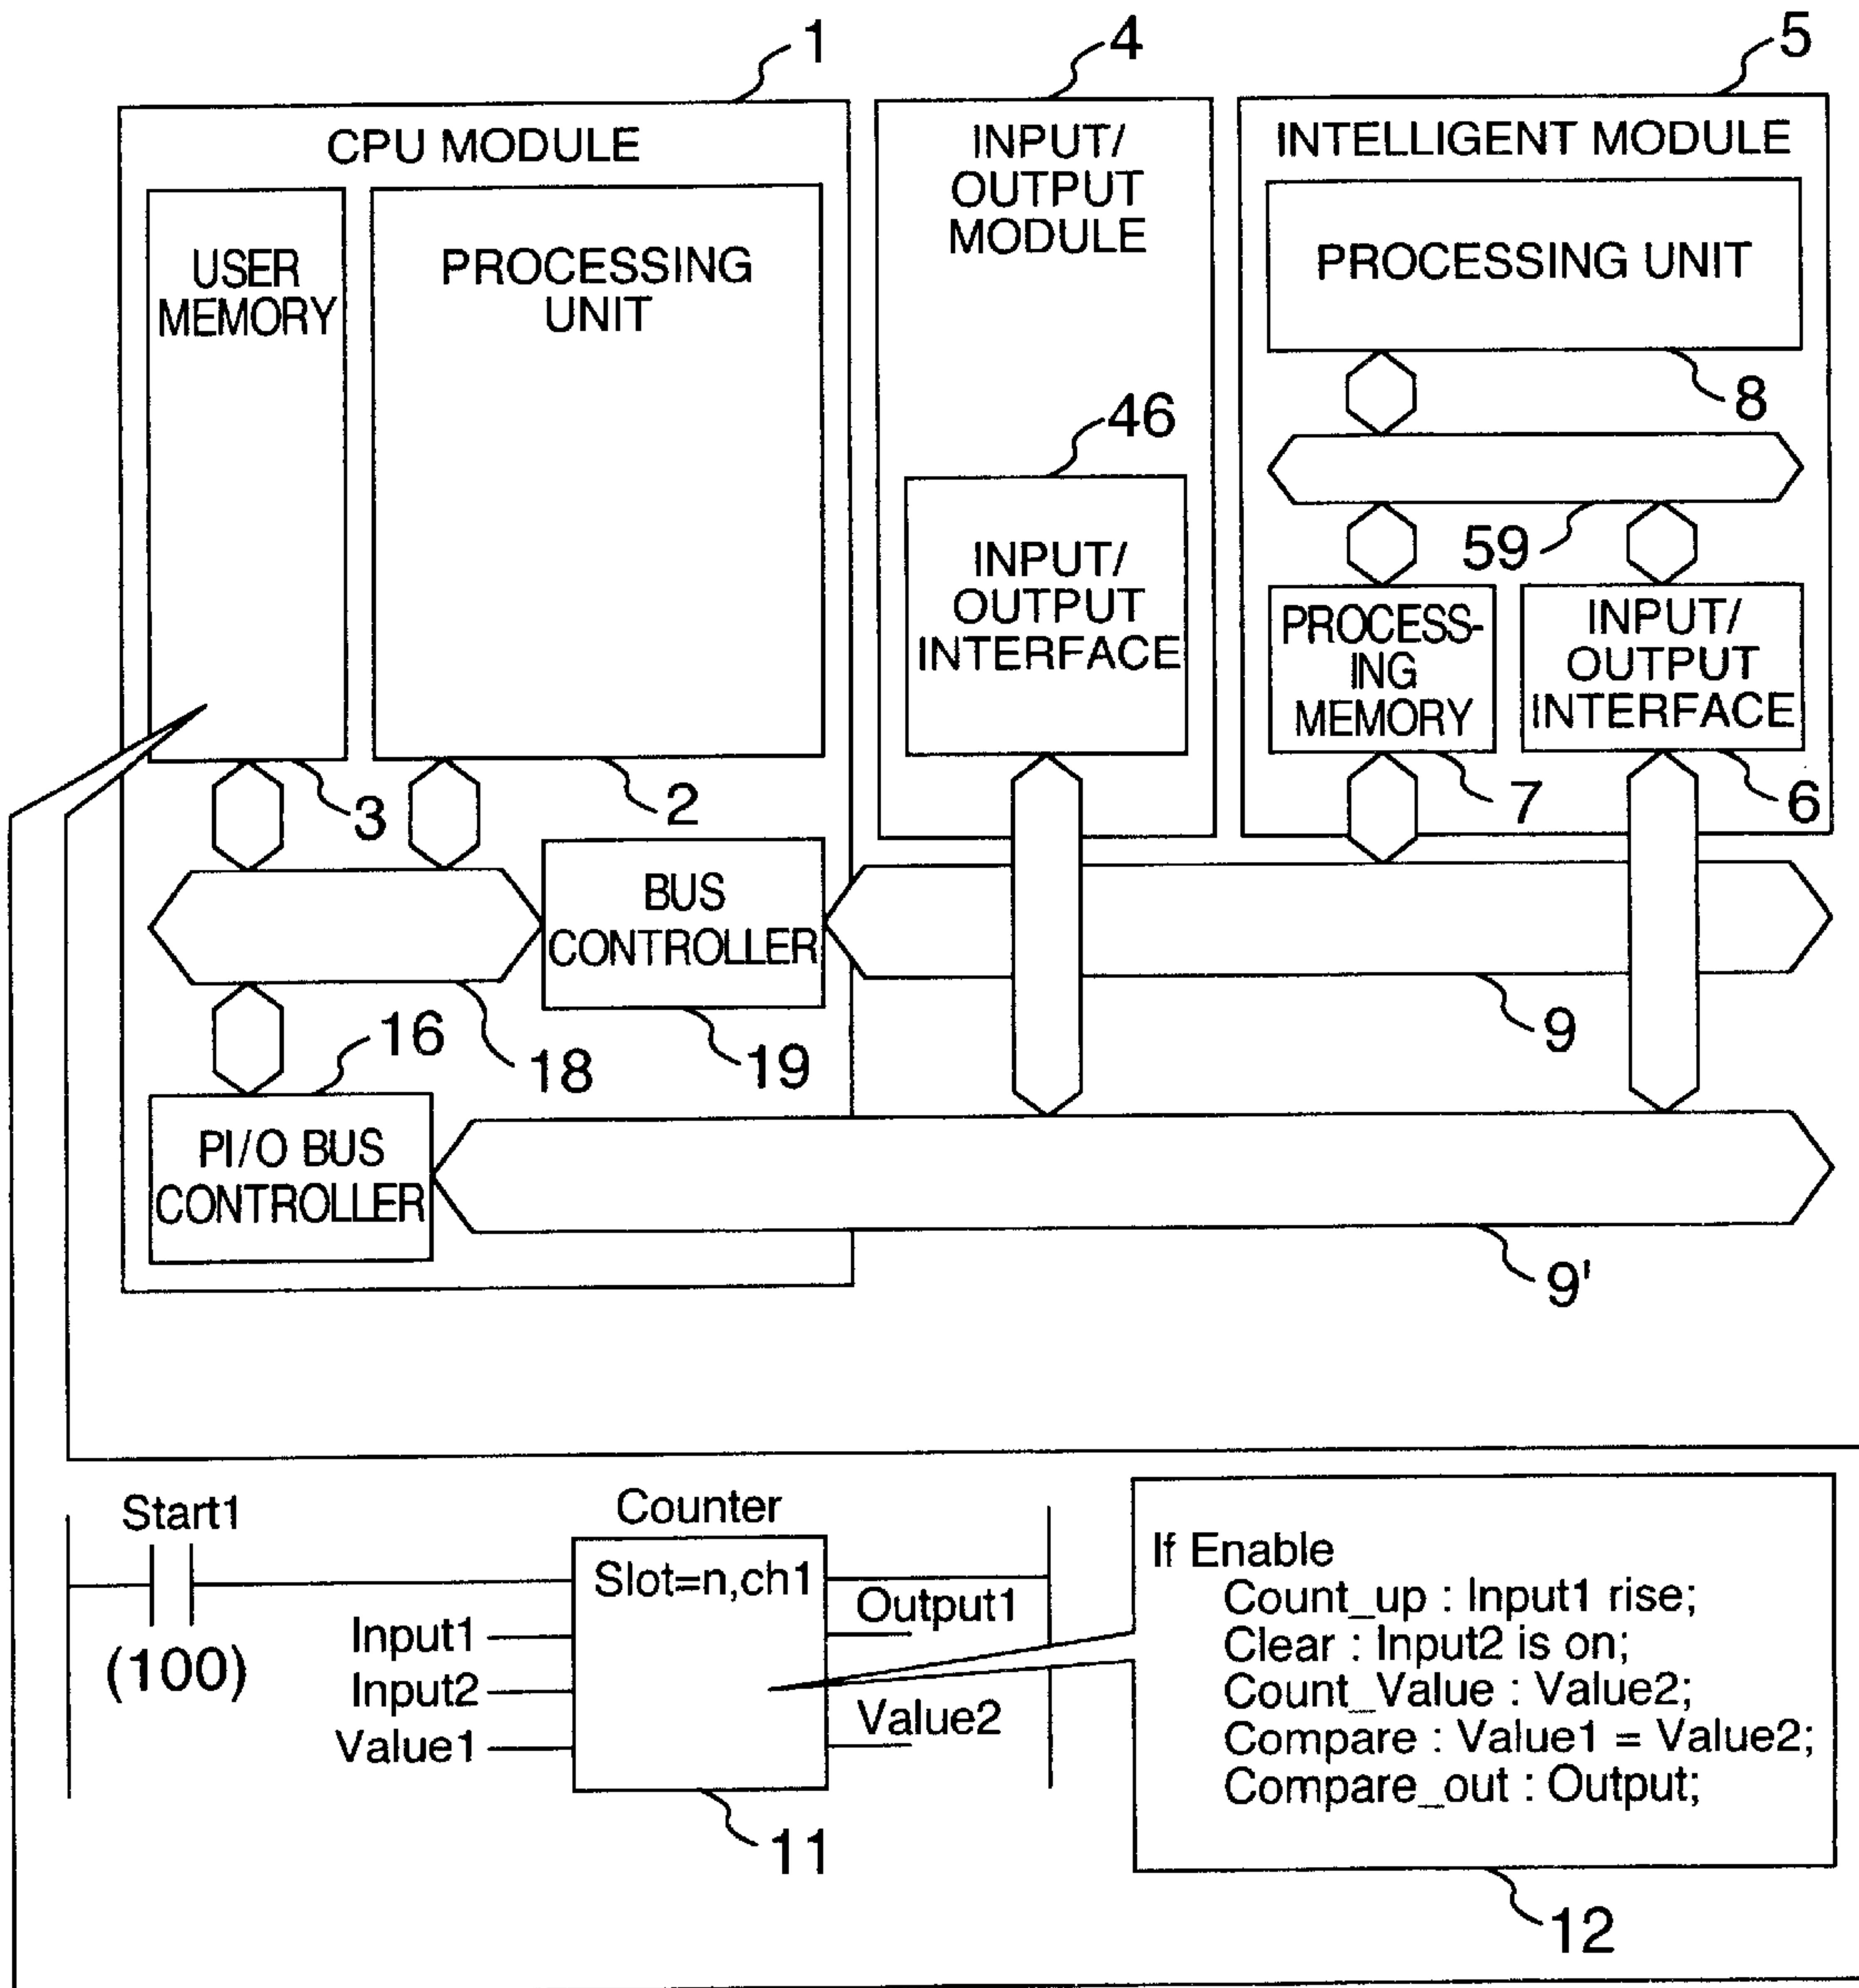 1
4
5
CPU MODULE
INPUT/
OUTPUT
MODULE
INTELLIGENT MODULE
USER
MEMORY
PROCESSING
UNIT
PROCESSING UNIT
8
46
59
INPUT/
OUTPUT
INTERFACE
PROCESS-
ING
MEMORY
INPUT/
OUTPUT
INTERFACE
3
2
7
6
BUS
CONTROLLER
9
16
18
19
PI/O BUS
CONTROLLER
9'
Start1
(100)
Counter
Slot=n,ch1
Input1
Input2
Value1
Output1
Value2
11
If Enable
Count_up : Input1 rise;
Clear : Input2 is on;
Count_Value : Value2;
Compare : Value1 = Value2;
Compare_out : Output;
12